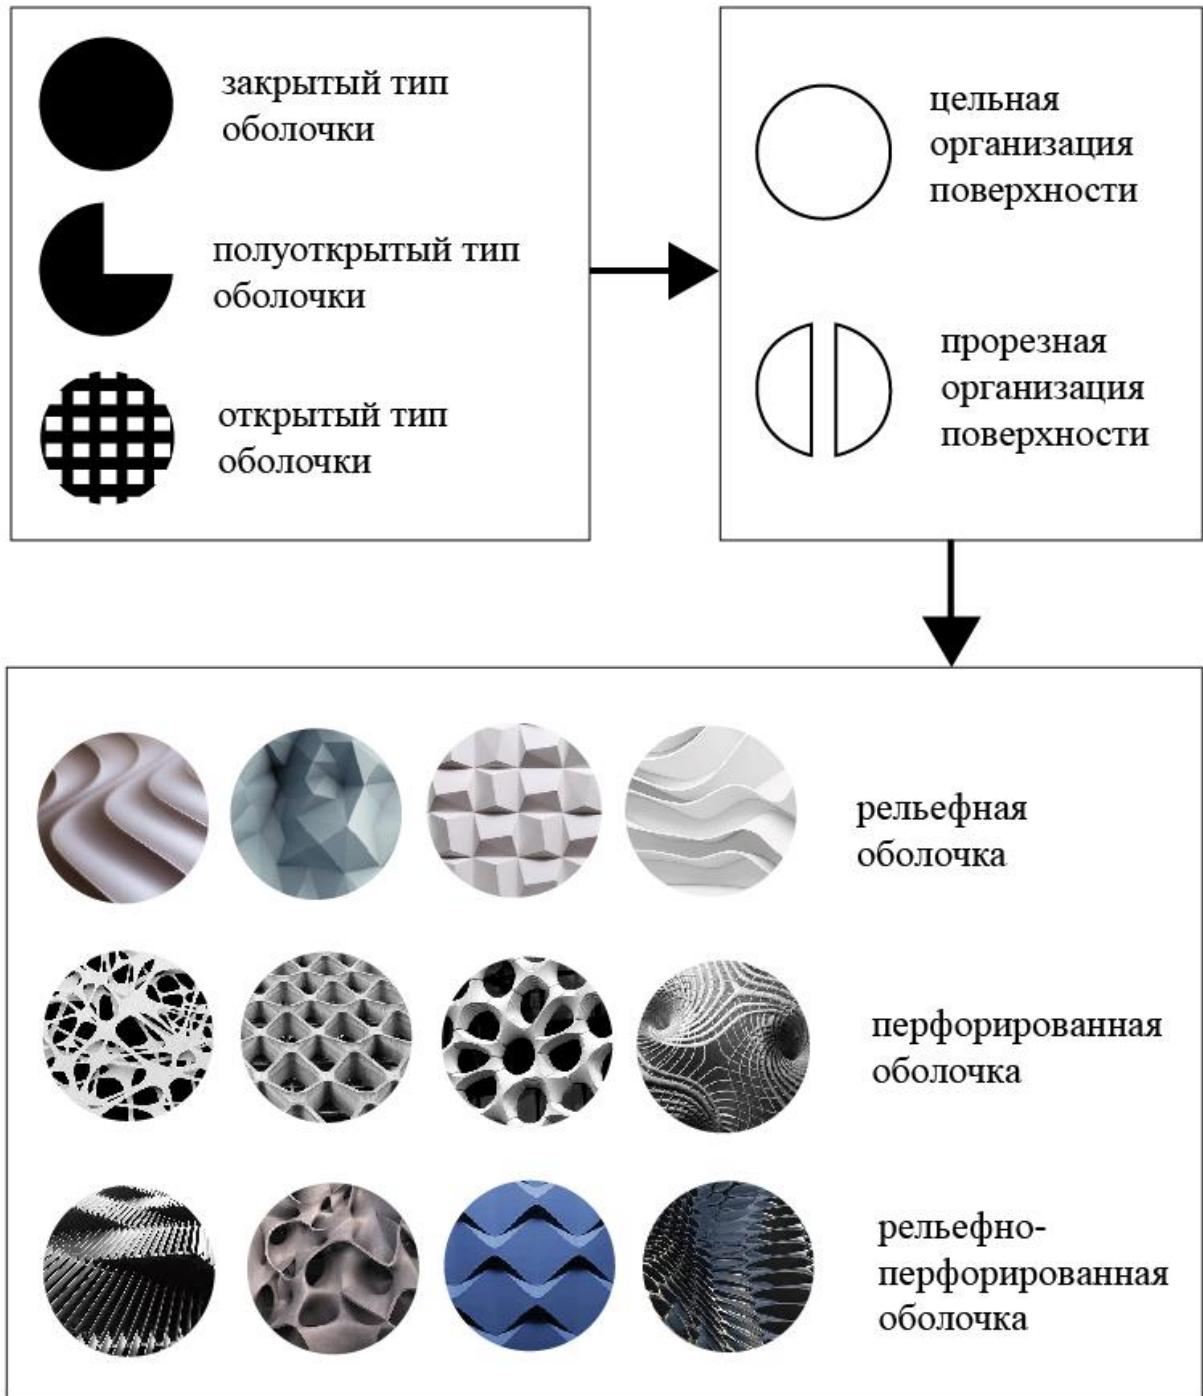 закрытый тип
оболочки
полуоткрытый тип
оболочки
открытый тип
оболочки
цельная
организация
поверхности
прорезная
организация
поверхности
рельефная
оболочка
перфорированная
оболочка
рельефно-
перфорированная
оболочка